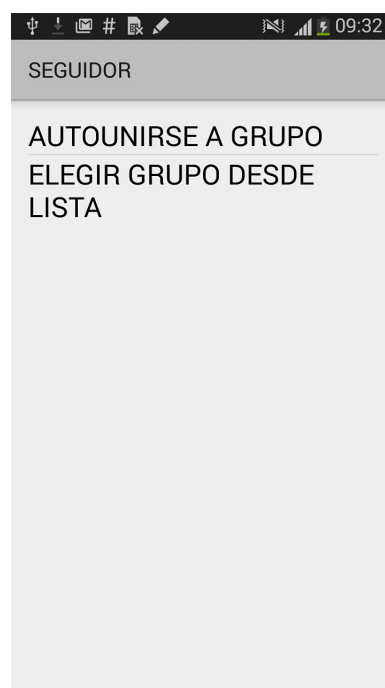 # 09:32
SEGUIDOR
AUTOUNIRSE A GRUPO
ELEGIR GRUPO DESDE
LISTA